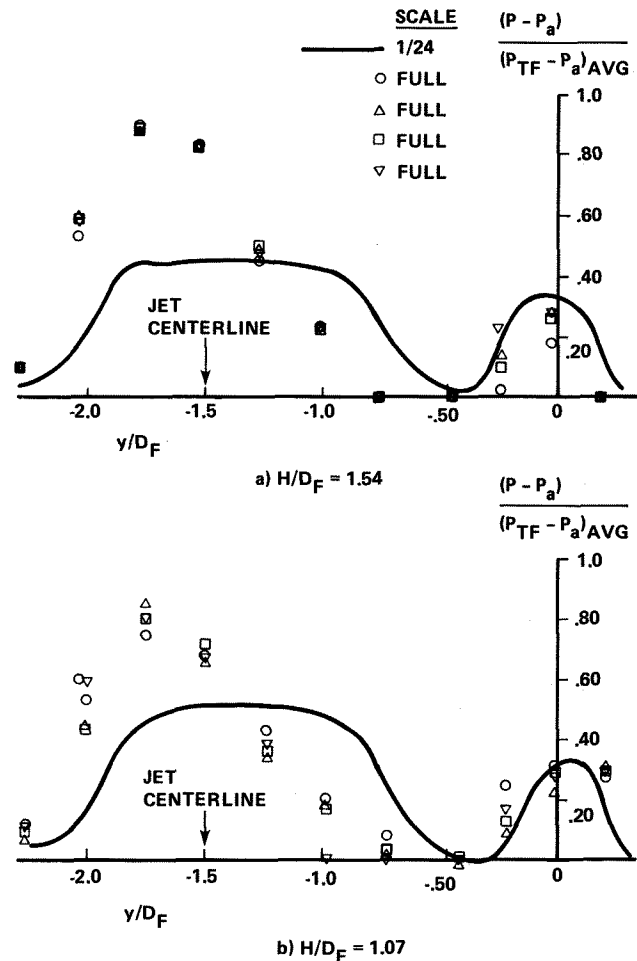 SCALE
1/24
FULL
FULL
FULL
FULL
(P - Pa)
(PTF - Pa)AVG
1.0
.80
.60
.40
.20
JET
CENTERLINE
-2.0
-1.5
-1.0
-.50
0
y/DF
a) H/DF = 1.54
(P - Pa)
(PTF - Pa)AVG
1.0
.80
.60
.40
.20
JET
CENTERLINE
-2.0
-1.5
-1.0
-.50
0
y/DF
b) H/DF = 1.07